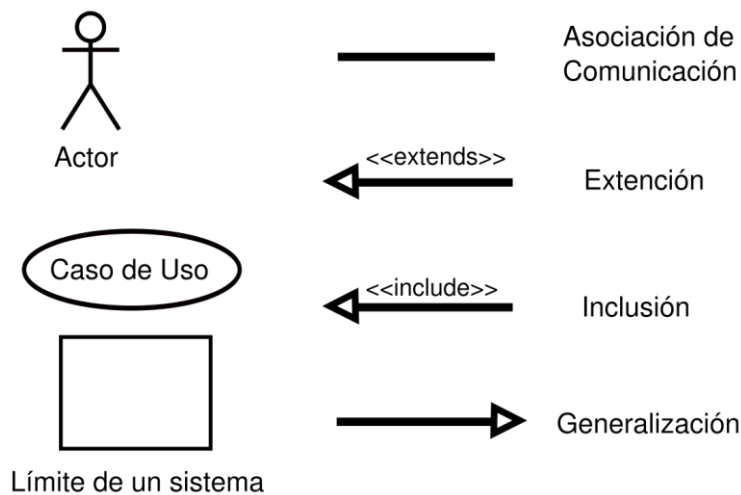 Asociación de
Comunicación
Actor
<<extends>>
Extención
Caso de Uso
<<include>>
Inclusión
Generalización
Límite de un sistema